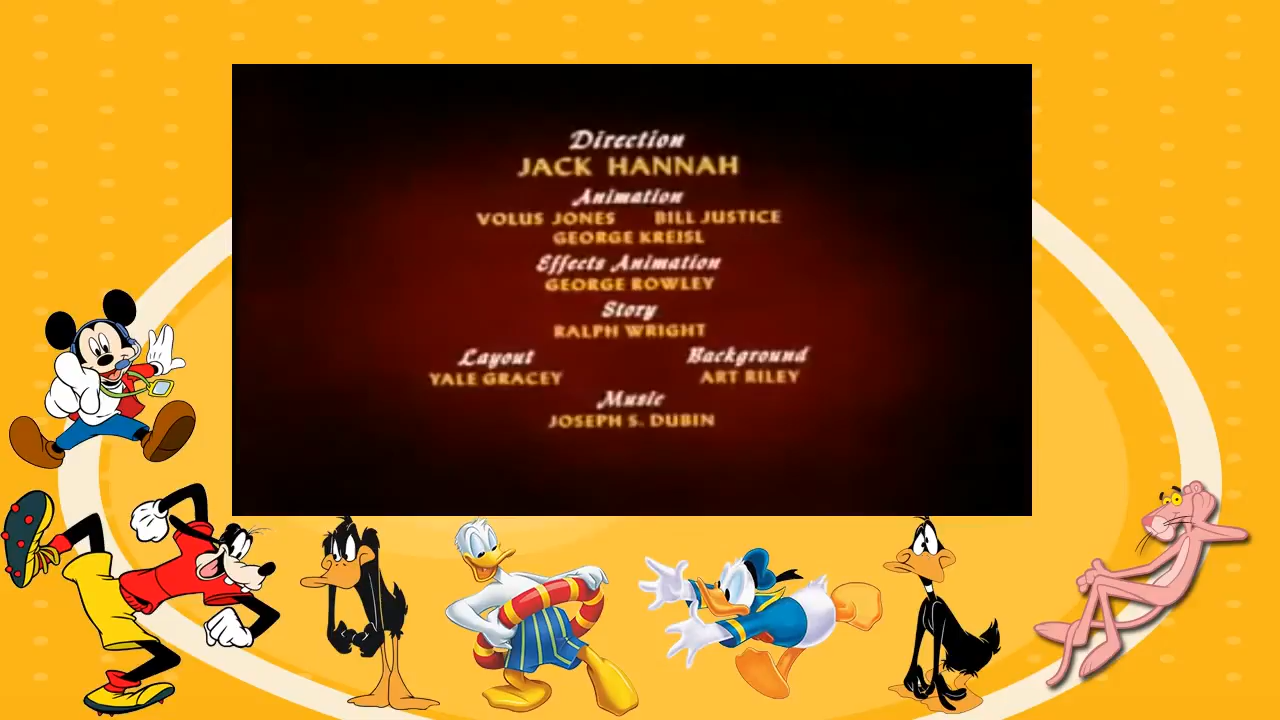 Direction
JACK HANNAH
Animation
VOLUS JONES BILL JUSTICE
GEORGE KREISL
Effects Animation
GEORGE ROWLEY
Story
RALPH WRIGHT
Layout Background
YALE GRACEY ART RILEY
Music
JOSEPH S. DUBIN